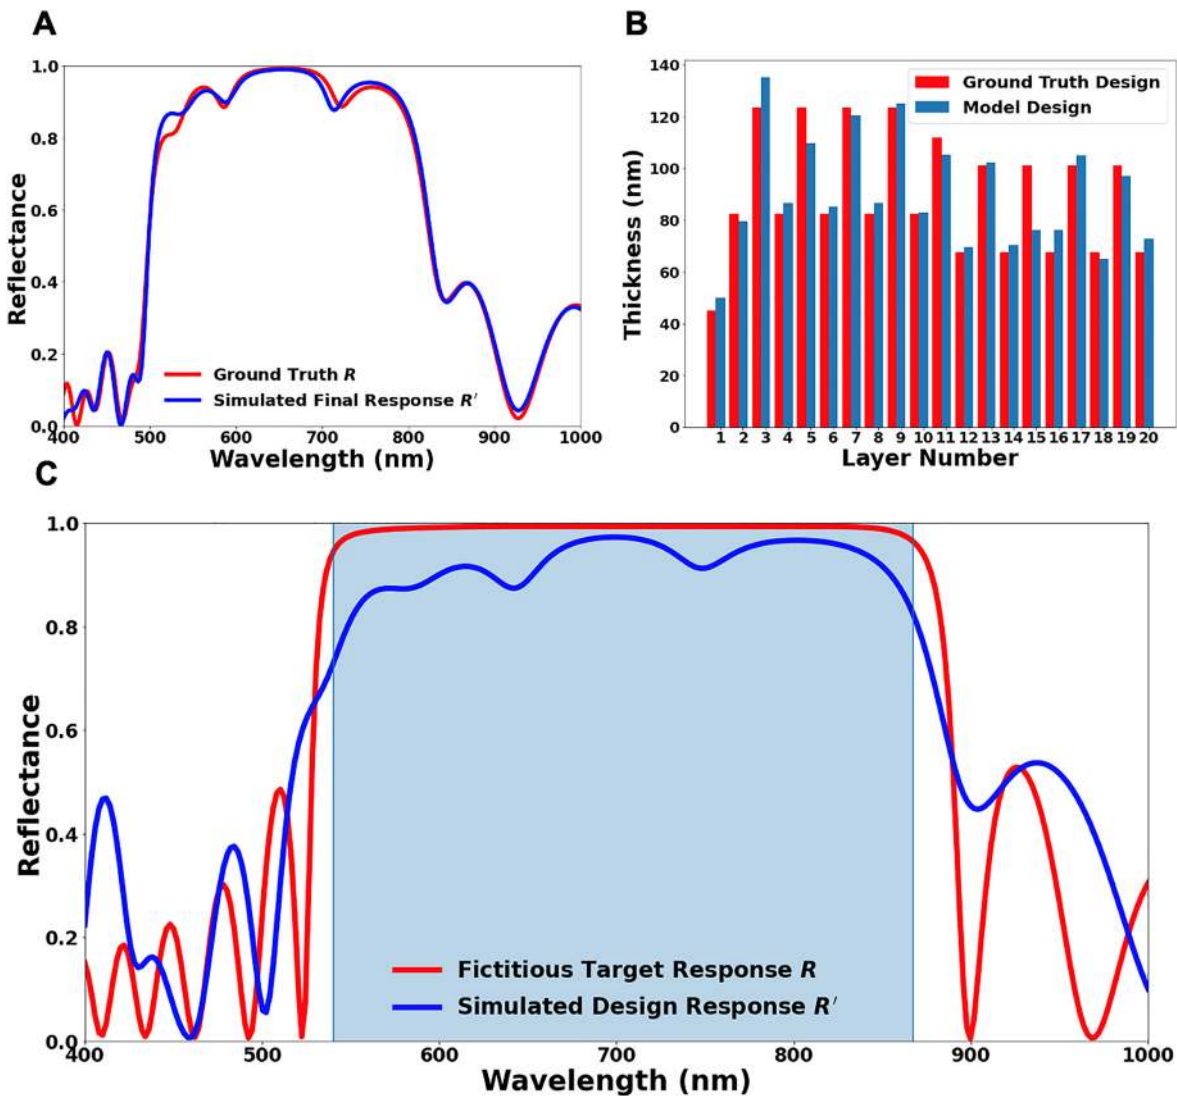 A
1.0
0.8
0.6
0.4
0.2
0.0
Reflectance
Ground Truth R
Simulated Final Response R′
400 500 600 700 800 900 1000
Wavelength (nm)
B
140
120
100
80
60
40
20
0
Thickness (nm)
Ground Truth Design
Model Design
1 2 3 4 5 6 7 8 9 10 11 12 13 14 15 16 17 18 19 20
Layer Number
C
1.0
0.8
0.6
0.4
0.2
0.0
Reflectance
Fictitious Target Response R
Simulated Design Response R′
400 500 600 700 800 900 1000
Wavelength (nm)